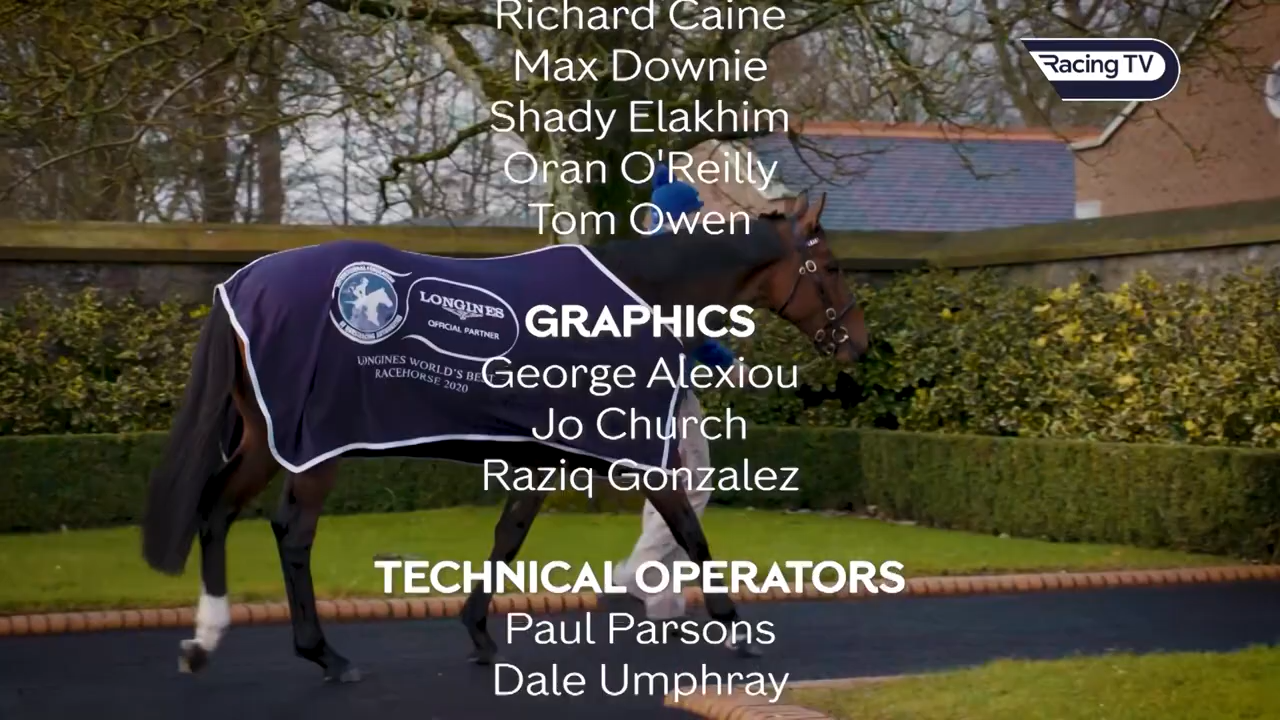 Richard Caine
Max Downie
Racing TV
Shady Elakhim
Oran O'Reilly
Tom Owen
LONGINES
OFFICIAL PARTNER
LONGINES WORLD'S BEST
RACEHORSE 2020
GRAPHICS
George Alexiou
Jo Church
Raziq Gonzalez
TECHNICAL OPERATORS
Paul Parsons
Dale Umphray